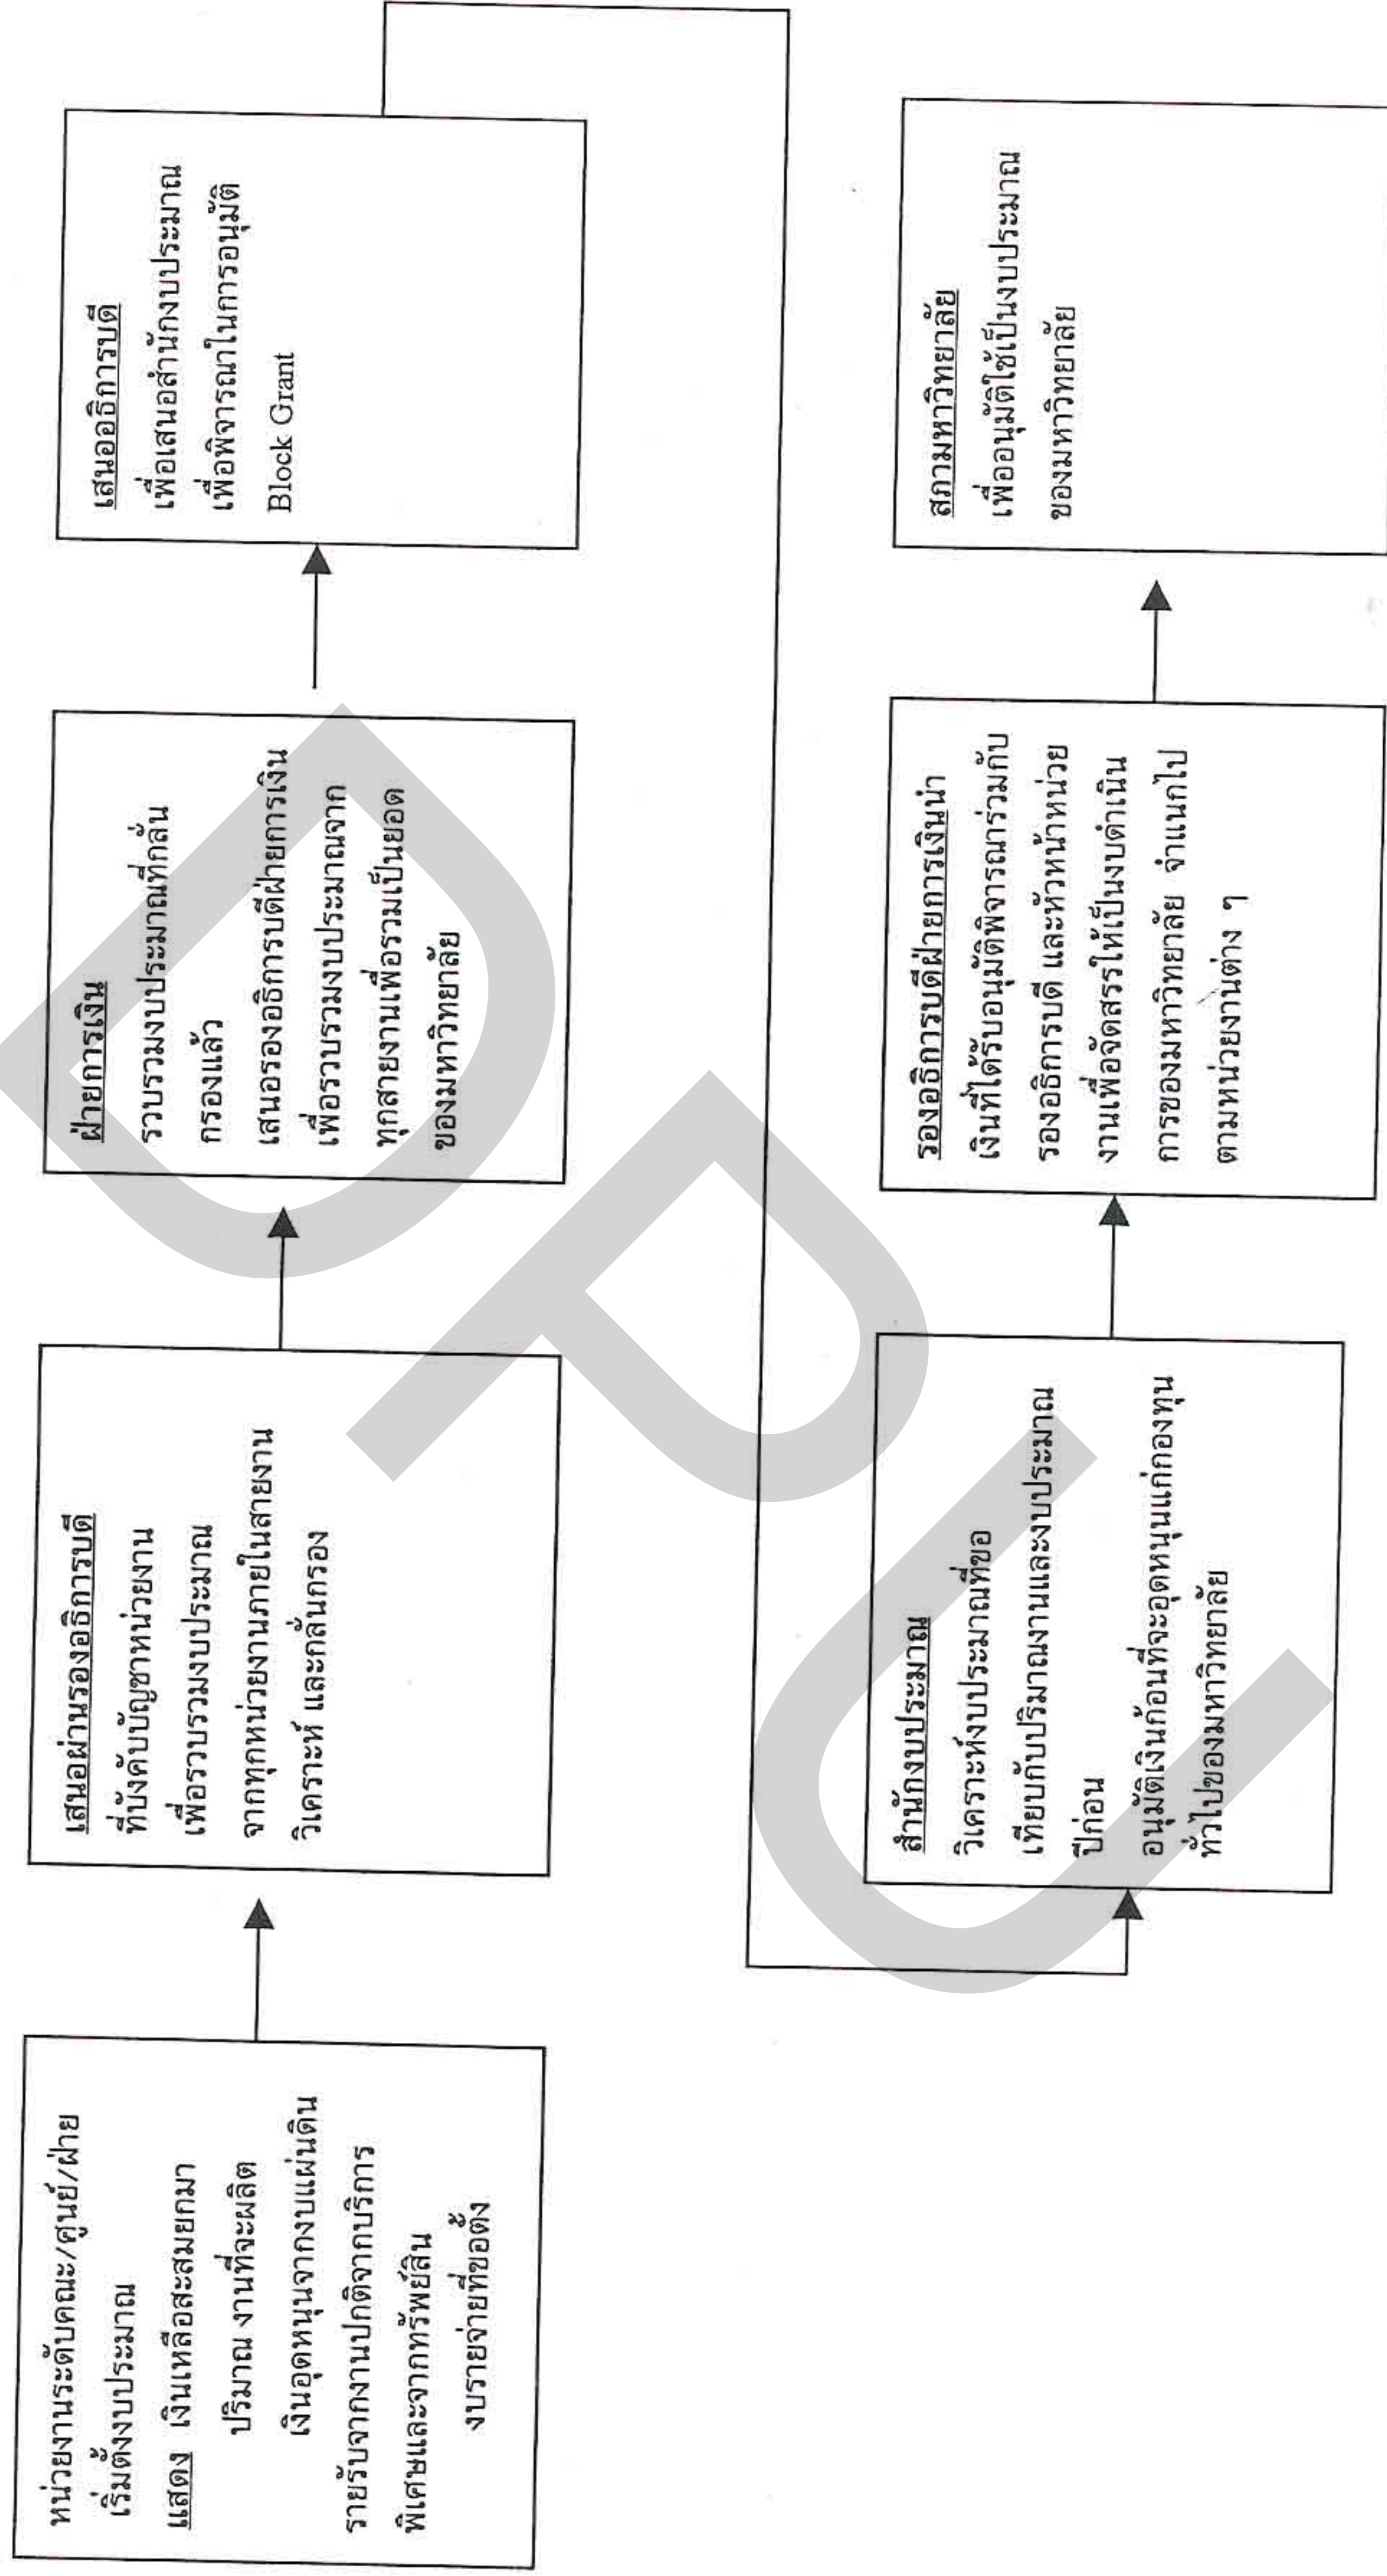 หน่วยงานระดับคณะ/ศูนย์/ฝ่าย
เริ่มตั้งงบประมาณ
แสดง เงินเหลือสะสมยกมา
ปริมาณ งานที่จะผลิต
เงินอุดหนุนจากงบแผ่นดิน
รายรับจากงานปกติจากบริการ
พิเศษและจากทรัพย์สิน
งบรายจ่ายที่ขอตั้ง
เสนอผ่านรองอธิการบดี
ที่บังคับบัญชาหน่วยงาน
เพื่อรวบรวมงบประมาณ
จากทุกหน่วยงานภายในสายงาน
วิเคราะห์ และกลั่นกรอง
ฝ่ายการเงิน
รวบรวมงบประมาณที่กลั่น
กรองแล้ว
เสนอรองอธิการบดีฝ่ายการเงิน
เพื่อรวบรวมงบประมาณจาก
ทุกสายงานเพื่อรวมเป็นยอด
ของมหาวิทยาลัย
เสนออธิการบดี
เพื่อเสนอสำนักงบประมาณ
เพื่อพิจารณาในการอนุมัติ
Block Grant
สำนักงบประมาณ
วิเคราะห์งบประมาณที่ขอ
เทียบกับปริมาณงานและงบประมาณ
ปีก่อน
อนุมัติเงินก้อนที่จะอุดหนุนแก่กองทุน
ทั่วไปของมหาวิทยาลัย
รองอธิการบดีฝ่ายการเงินนำ
เงินที่ได้รับอนุมัติพิจารณาร่วมกับ
รองอธิการบดี และหัวหน้าหน่วย
งานเพื่อจัดสรรให้เป็นงบดำเนิน
การของมหาวิทยาลัย จำแนกไป
ตามหน่วยงานต่าง ๆ
สภามหาวิทยาลัย
เพื่ออนุมัติใช้เป็นงบประมาณ
ของมหาวิทยาลัย
DPU